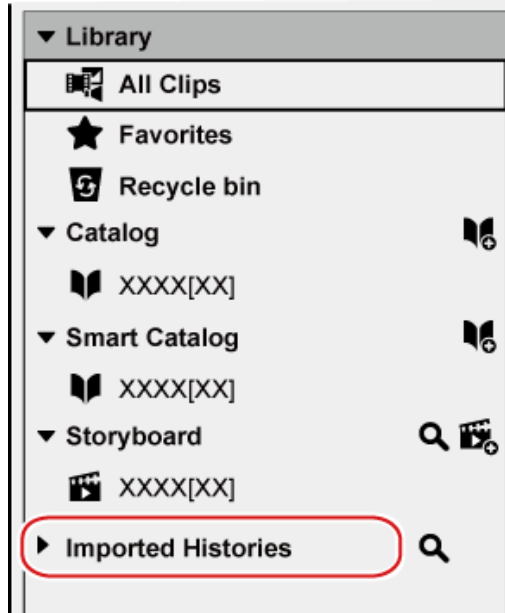 Library
All Clips
Favorites
Recycle bin
Catalog
XXXX[XX]
Smart Catalog
XXXX[XX]
Storyboard
XXXX[XX]
Imported Histories